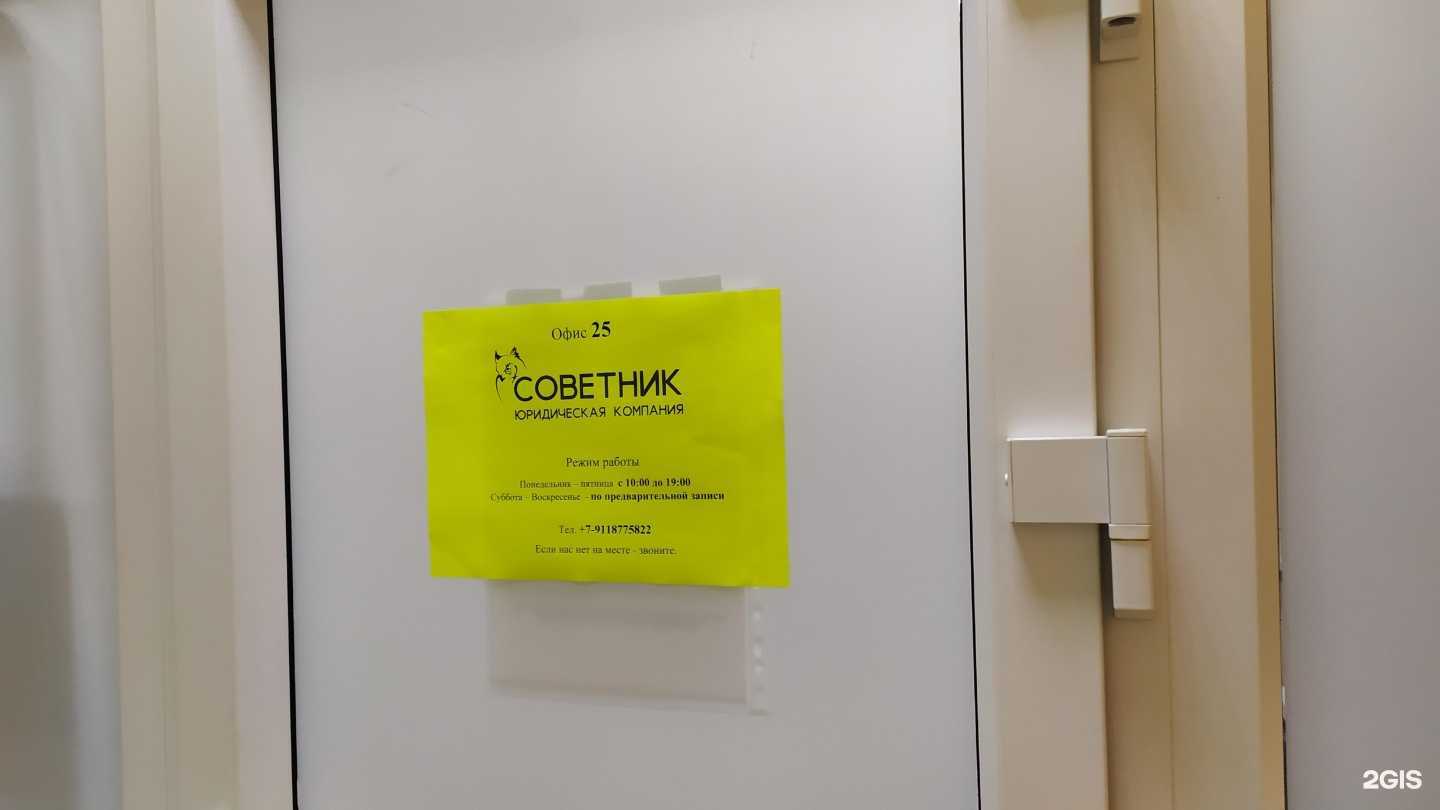 Офис 25
СОВЕТНИК
ЮРИДИЧЕСКАЯ КОМПАНИЯ
Режим работы
Понедельник – пятница с 10:00 до 19:00
Суббота – Воскресенье - по предварительной записи
Тел. +7-9118775822
Если нас нет на месте - звоните.
2GIS